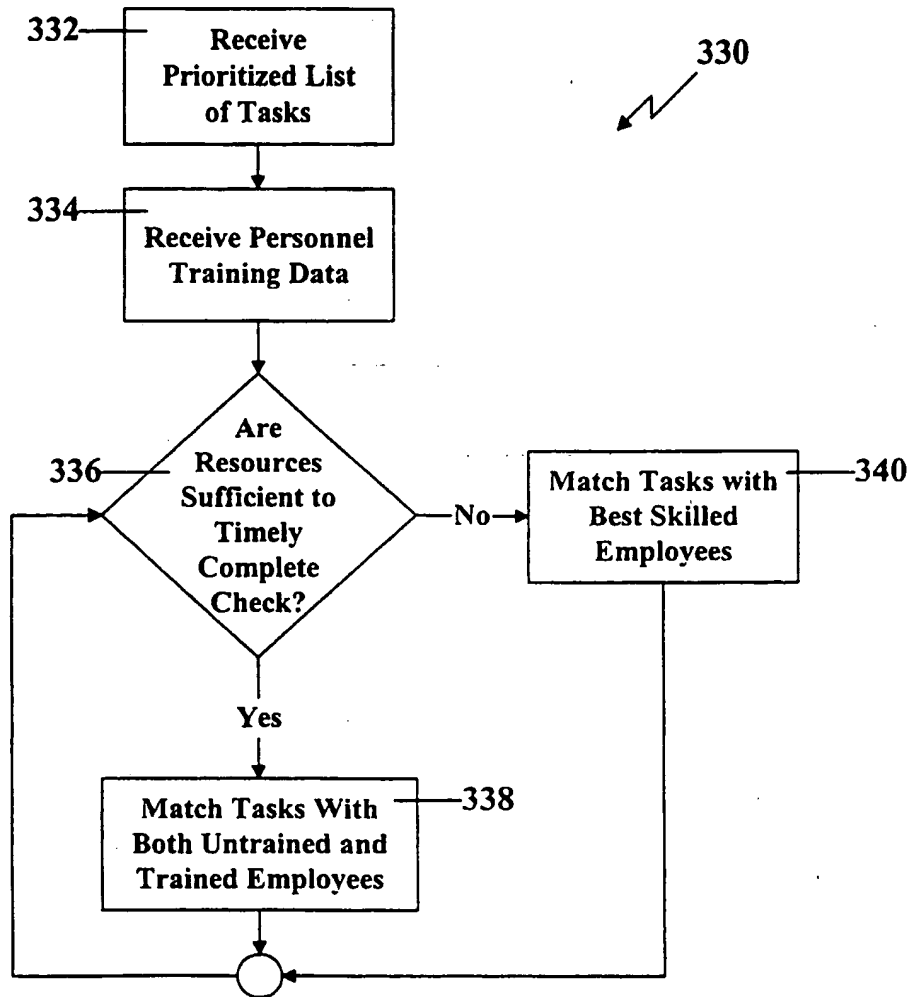 332
Receive
Prioritized List
of Tasks
330
334
Receive Personnel
Training Data
336
Are
Resources
Sufficient to
Timely
Complete
Check?
No
Match Tasks with
Best Skilled
Employees
340
Yes
Match Tasks With
Both Untrained and
Trained Employees
338